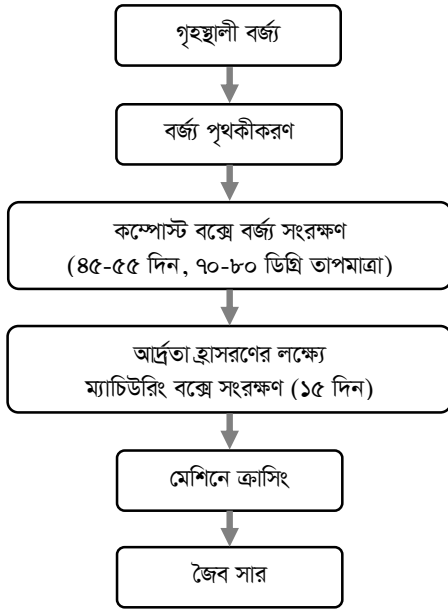 গৃহস্থালী বর্জ্য
বর্জ্য পৃথকীকরণ
কম্পোস্ট বক্সে বর্জ্য সংরক্ষণ
(৪৫-৫৫ দিন, ৭০-৮০ ডিগ্রি তাপমাত্রা)
আর্দ্রতা হ্রাসরণের লক্ষ্যে
ম্যাচিউরিং বক্সে সংরক্ষণ (১৫ দিন)
মেশিনে ক্রাসিং
জৈব সার